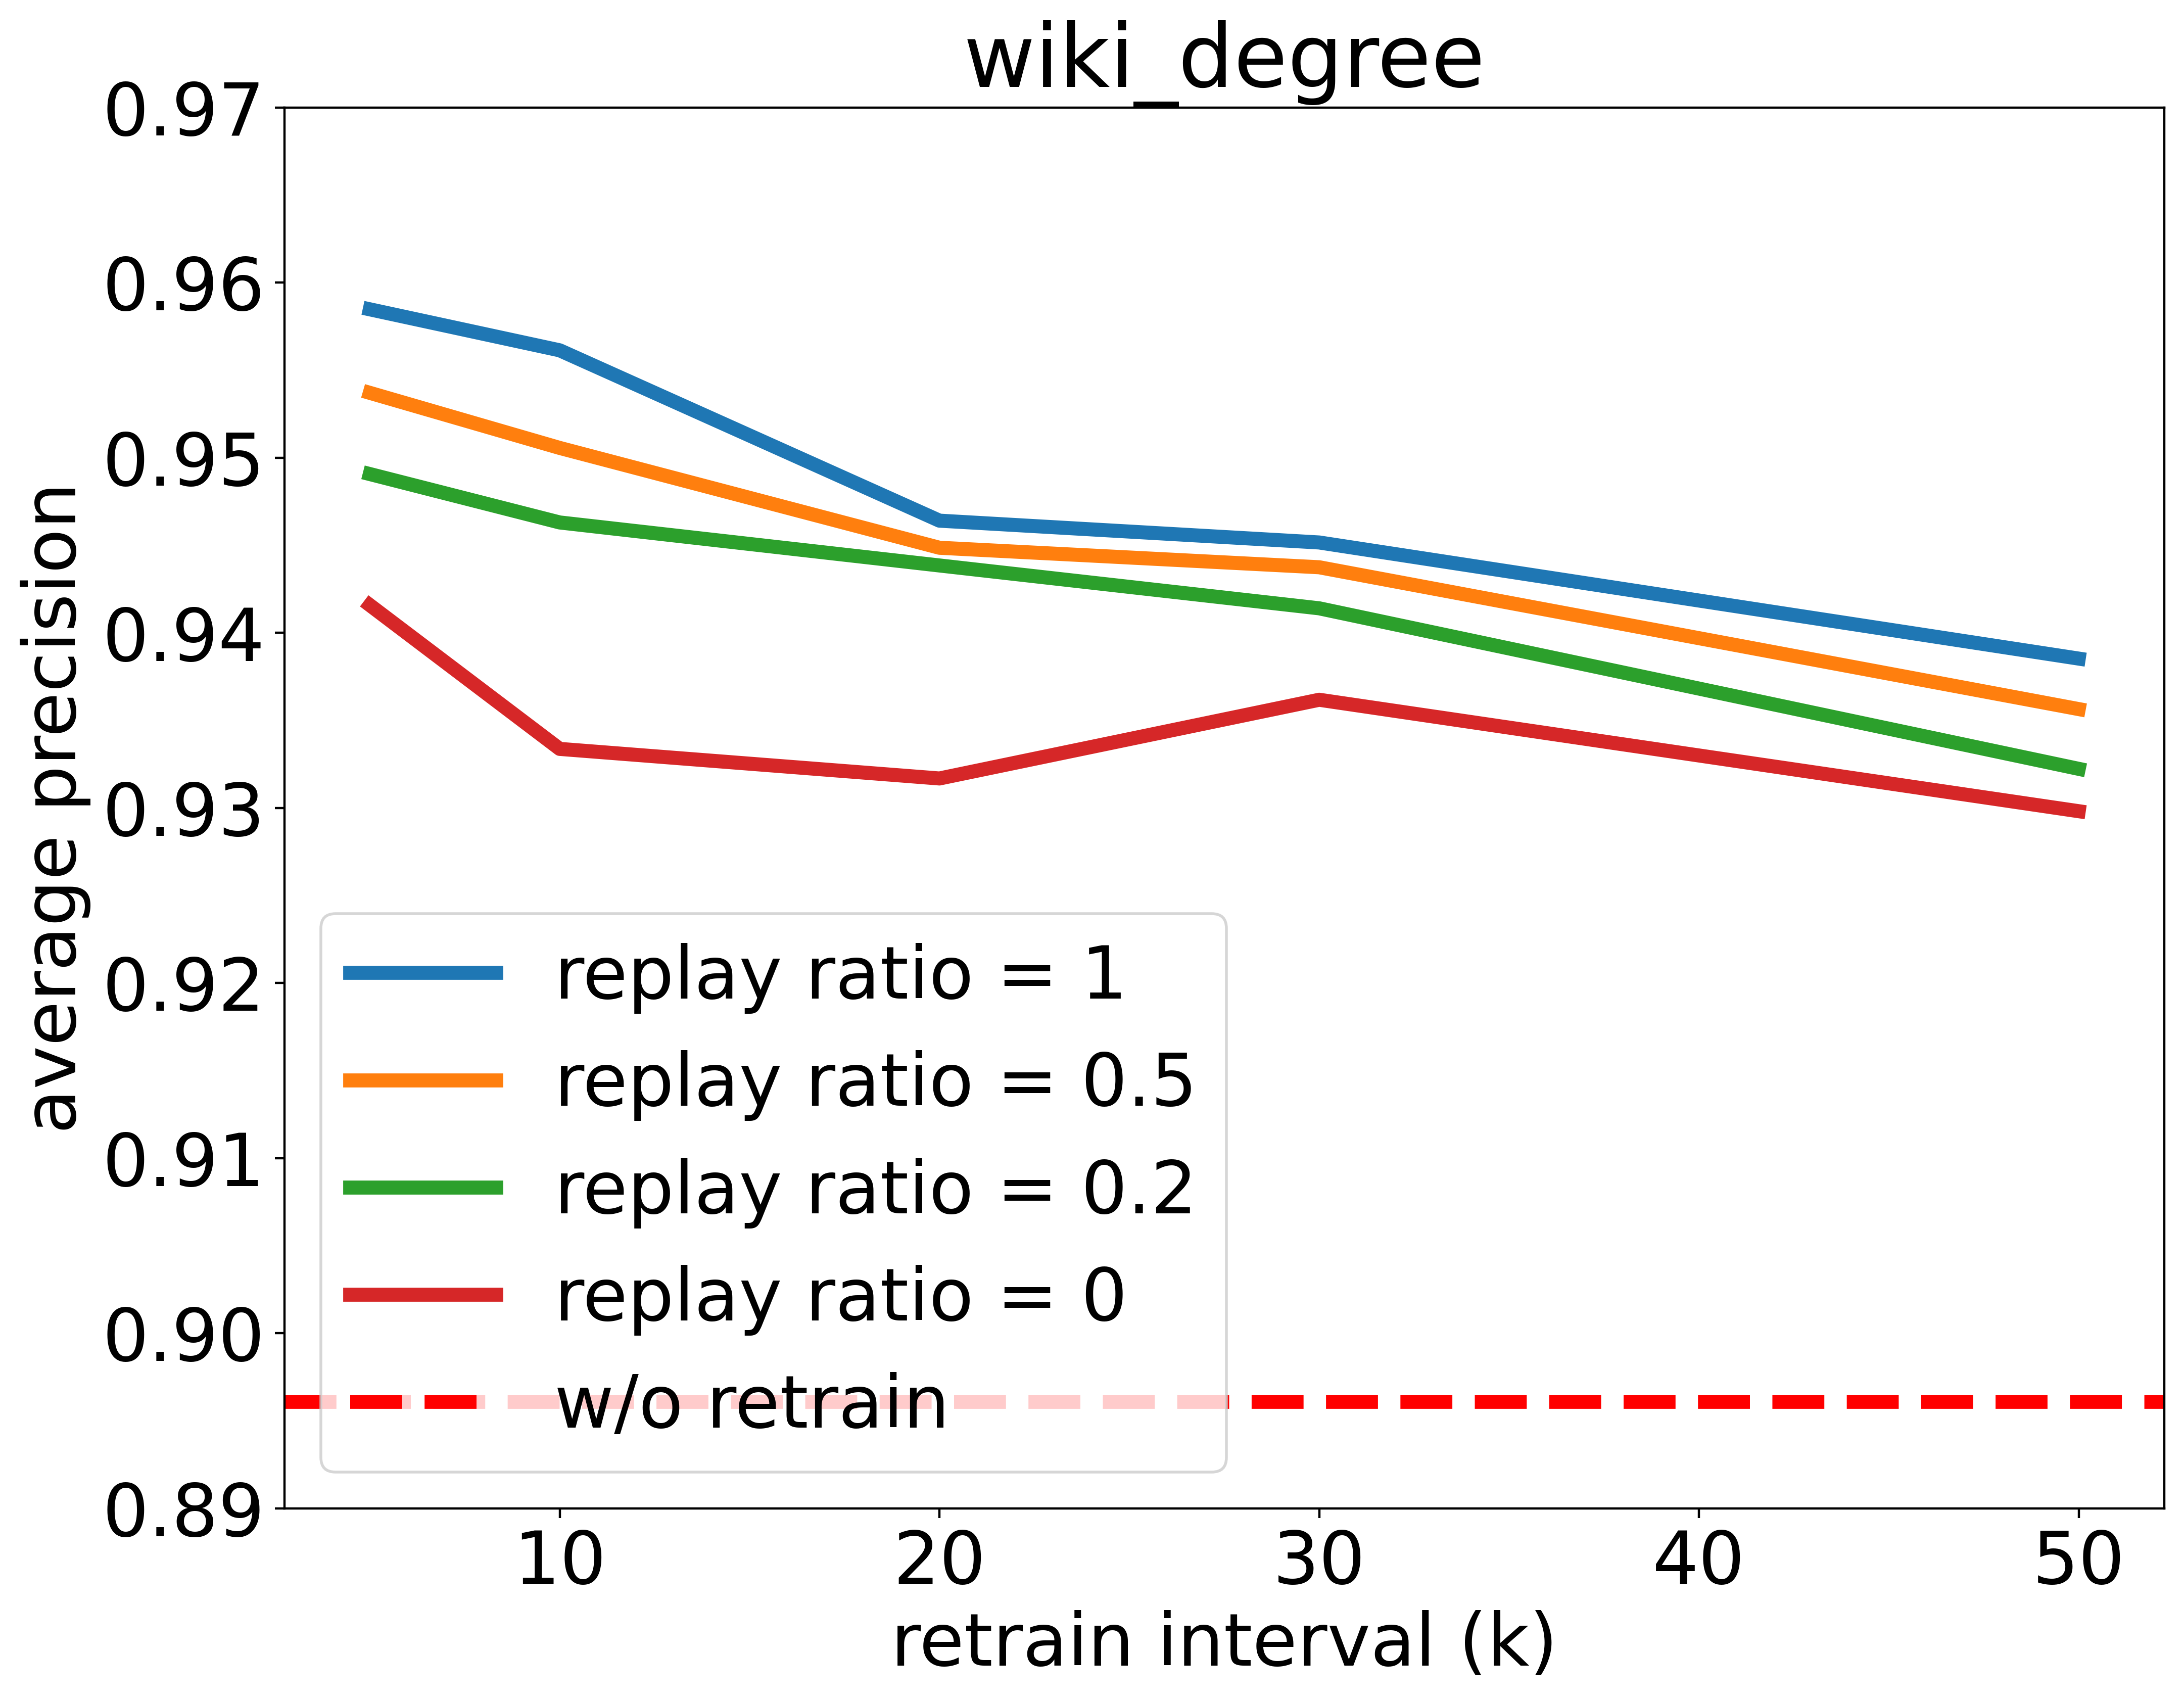 wiki_degree
0.97
0.96
0.95
0.94
0.93
0.92
0.91
0.90
0.89
average precision
replay ratio = 1
replay ratio = 0.5
replay ratio = 0.2
replay ratio = 0
w/o retrain
10 20 30 40 50
retrain interval (k)